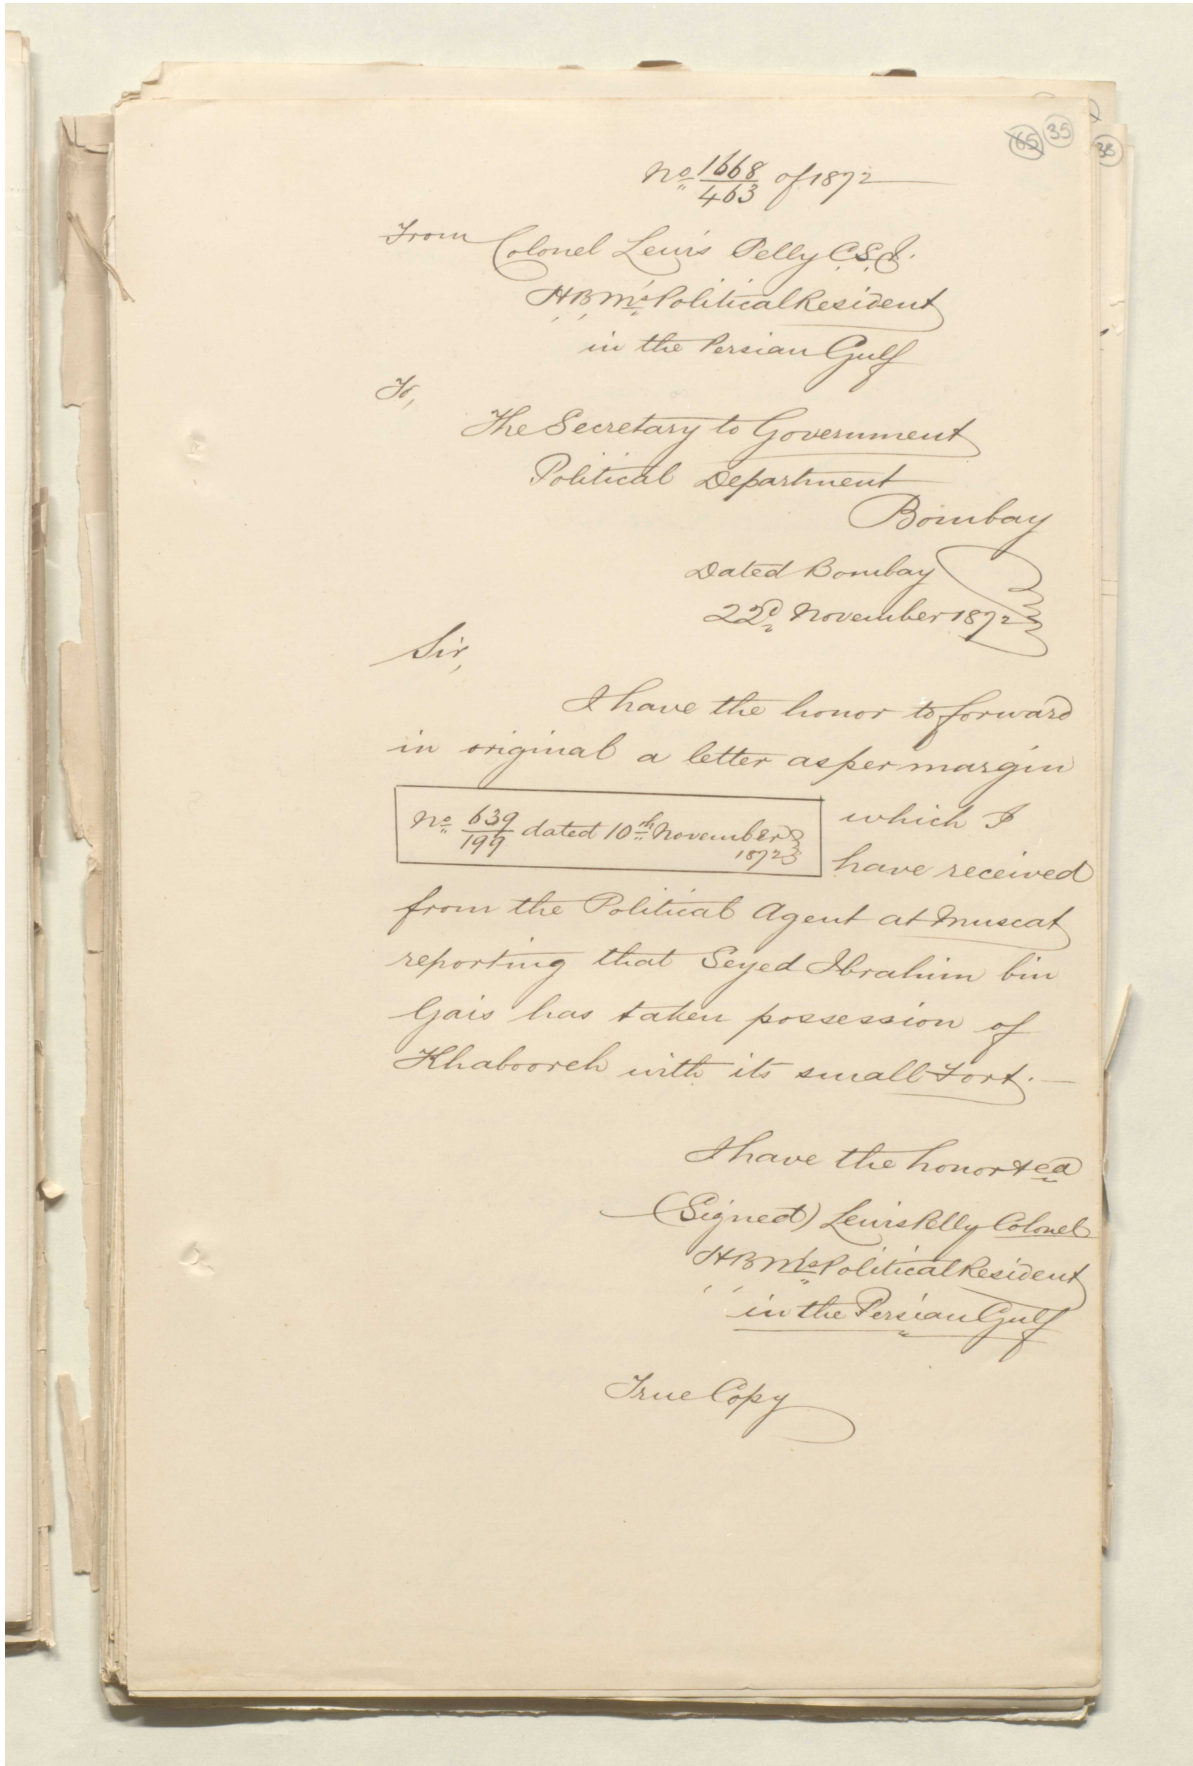 65 35
38
No 1668/463 of 1872
From Colonel Lewis Pelly C.S.I.
H B M's Political Resident
in the Persian Gulf
To,
The Secretary to Government
Political Department
Bombay
Dated Bombay
22d November 1872
Sir,
I have the honor to forward
in original a letter as per margin
No 639/199 dated 10th November
1872
which I
have received
from the Political Agent at Muscat
reporting that Seyed Ibrahim bin
Gais has taken possession of
Khabooreh with its small Fort. —
I have the honor &ca
(Signed) Lewis Pelly Colonel
H B M's Political Resident
in the Persian Gulf
True Copy